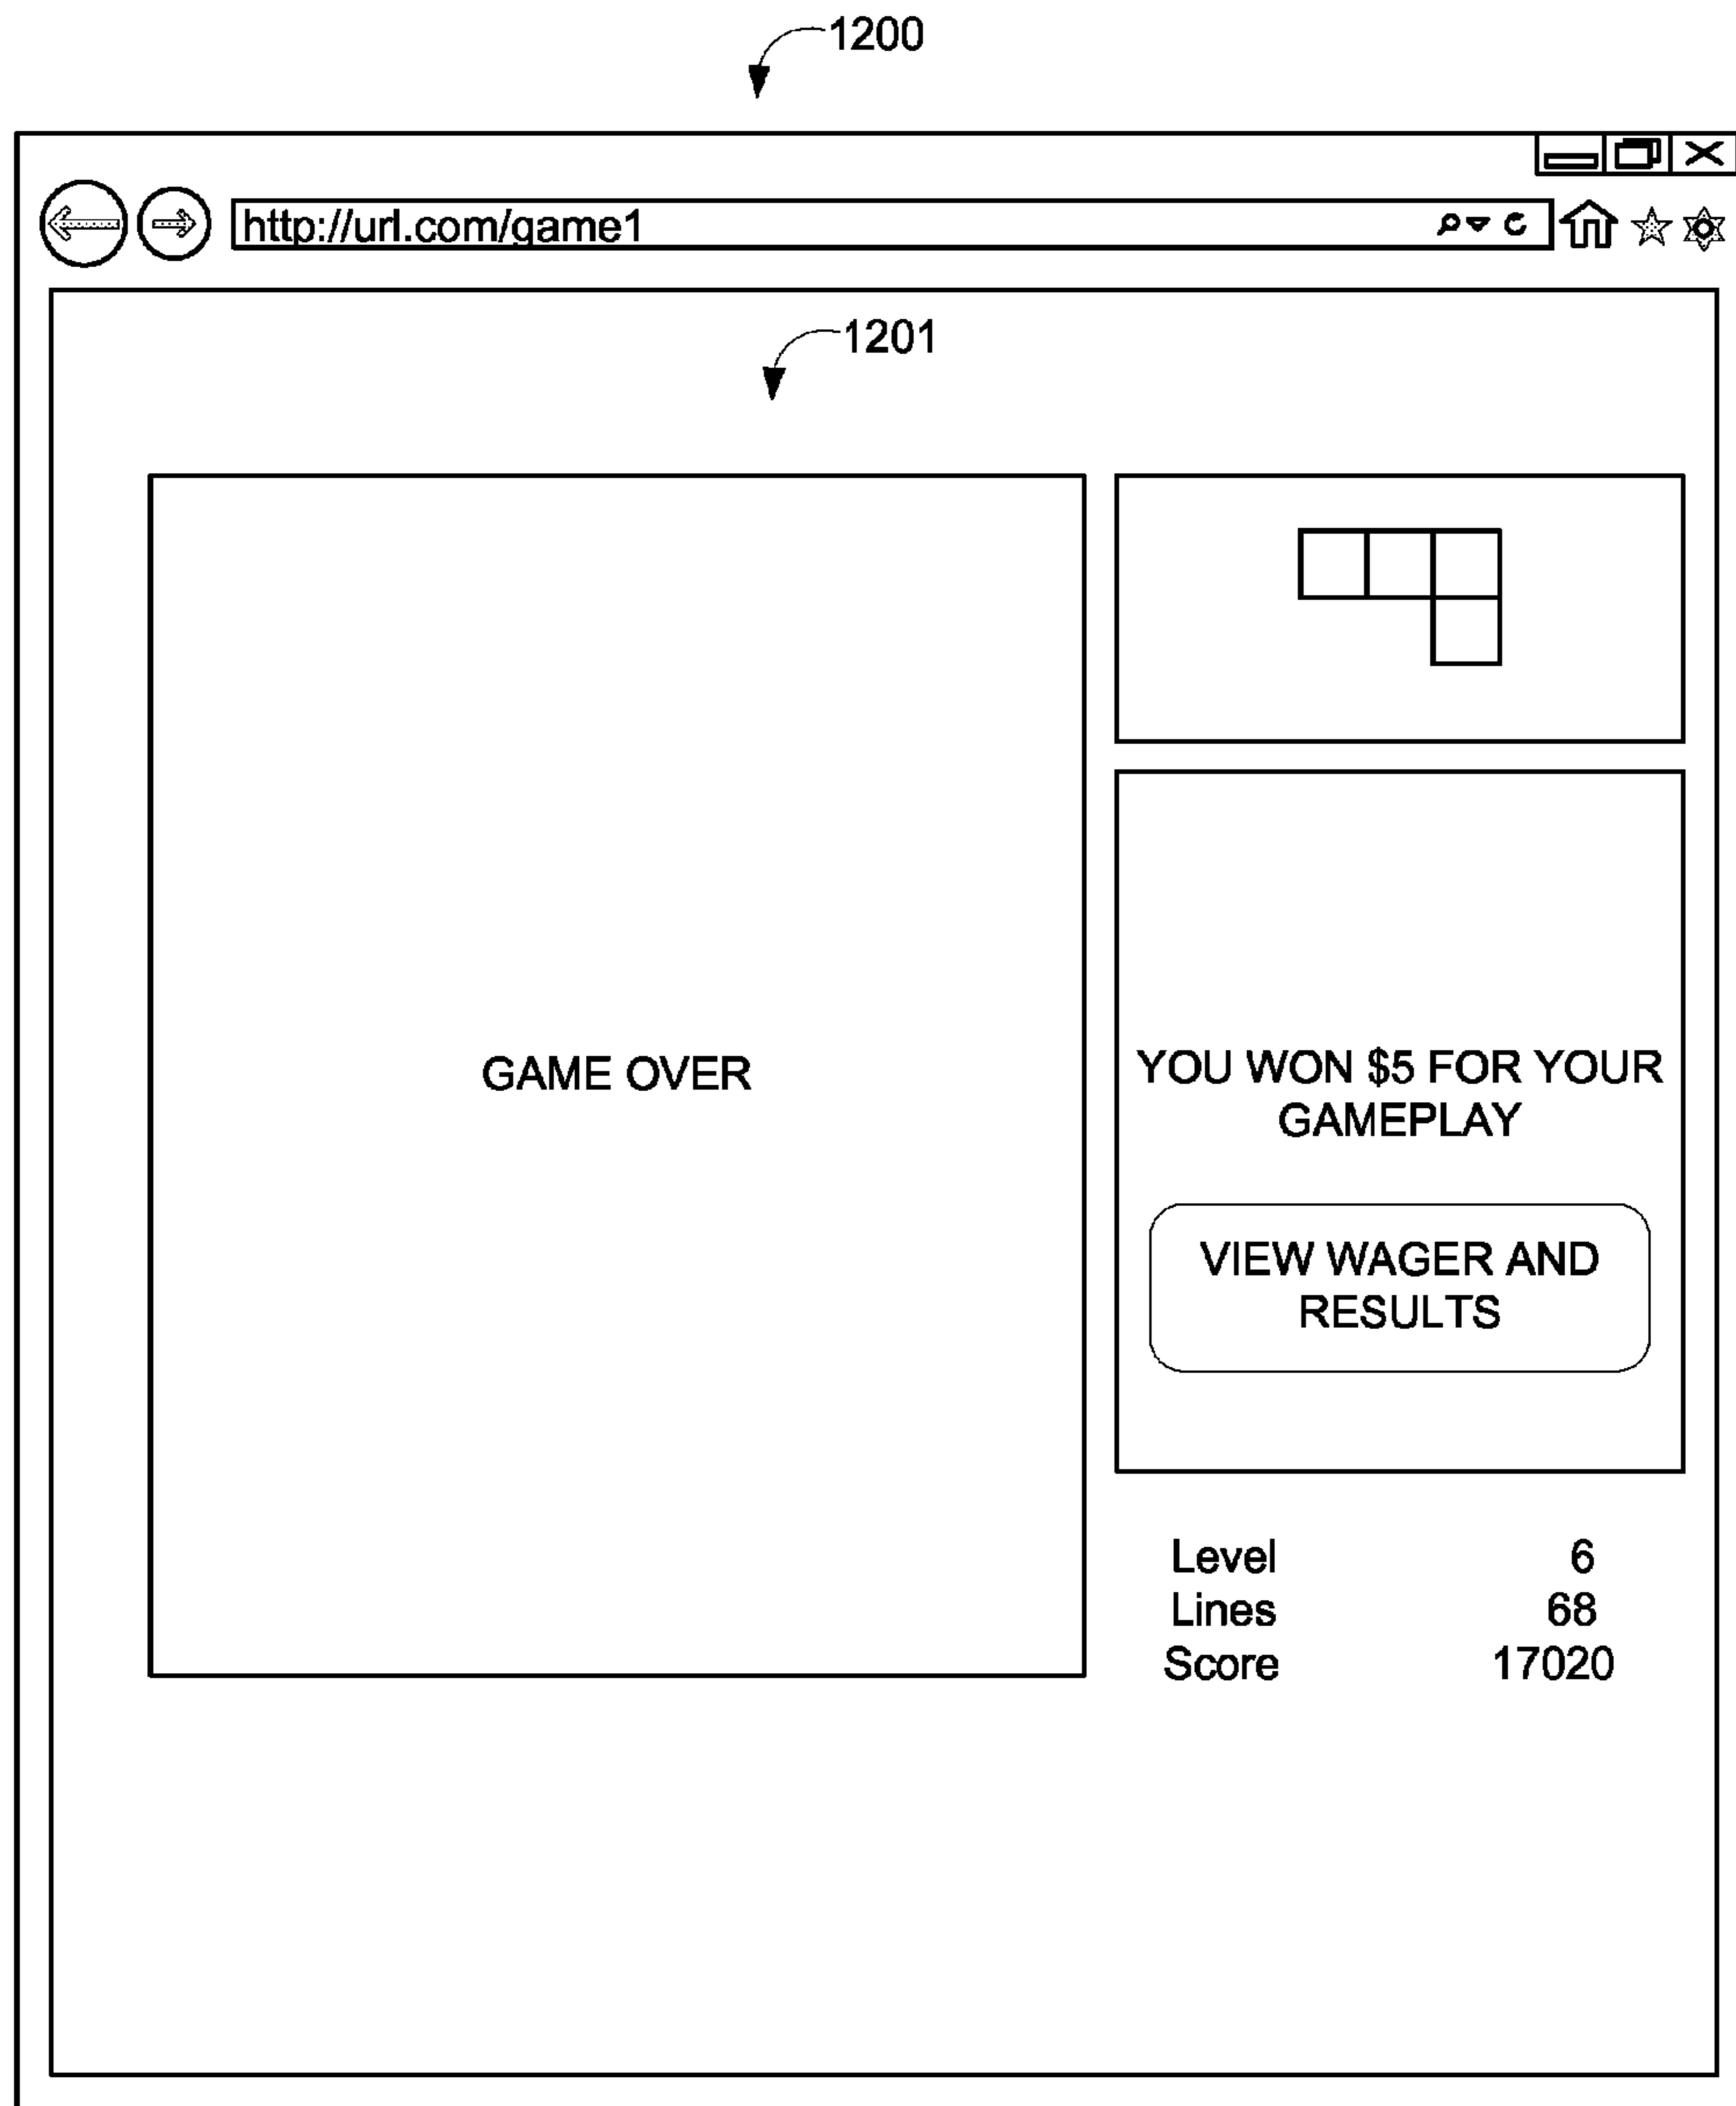 1200
http://url.com/game1
1201
GAME OVER
YOU WON $5 FOR YOUR
GAMEPLAY
VIEW WAGER AND
RESULTS
Level 6
Lines 68
Score 17020